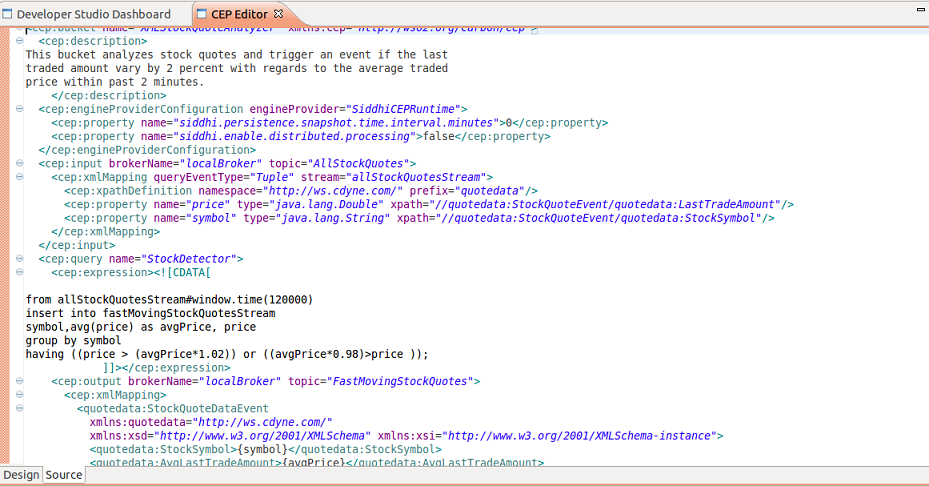 Developer Studio Dashboard
CEP Editor
<cep:bucket name="XMLStockQuoteAnalyzer" xmlns:cep="http://wso2.org/carbon/cep">
<cep:description>
This bucket analyzes stock quotes and trigger an event if the last
traded amount vary by 2 percent with regards to the average traded
price within past 2 minutes.
</cep:description>
<cep:engineProviderConfiguration engineProvider="SiddhiCEPRuntime">
<cep:property name="siddhi.persistence.snapshot.time.interval.minutes">0</cep:property>
<cep:property name="siddhi.enable.distributed.processing">false</cep:property>
</cep:engineProviderConfiguration>
<cep:input brokerName="localBroker" topic="AllStockQuotes">
<cep:xmlMapping queryEventType="Tuple" stream="allStockQuotesStream">
<cep:xpathDefinition namespace="http://ws.cdyne.com/" prefix="quotedata"/>
<cep:property name="price" type="java.lang.Double" xpath="//quotedata:StockQuoteEvent/quotedata:LastTradeAmount"/>
<cep:property name="symbol" type="java.lang.String" xpath="//quotedata:StockQuoteEvent/quotedata:StockSymbol"/>
</cep:xmlMapping>
</cep:input>
<cep:query name="StockDetector">
<cep:expression><![CDATA[
from allStockQuotesStream#window.time(120000)
insert into fastMovingStockQuotesStream
symbol,avg(price) as avgPrice, price
group by symbol
having ((price > (avgPrice*1.02)) or ((avgPrice*0.98)>price ));
]]></cep:expression>
<cep:output brokerName="localBroker" topic="FastMovingStockQuotes">
<cep:xmlMapping>
<quotedata:StockQuoteDataEvent
xmlns:quotedata="http://ws.cdyne.com/"
xmlns:xsd="http://www.w3.org/2001/XMLSchema" xmlns:xsi="http://www.w3.org/2001/XMLSchema-instance">
<quotedata:StockSymbol>{symbol}</quotedata:StockSymbol>
<quotedata:AvgLastTradeAmount>{avgPrice}</quotedata:AvgLastTradeAmount>
Design
Source